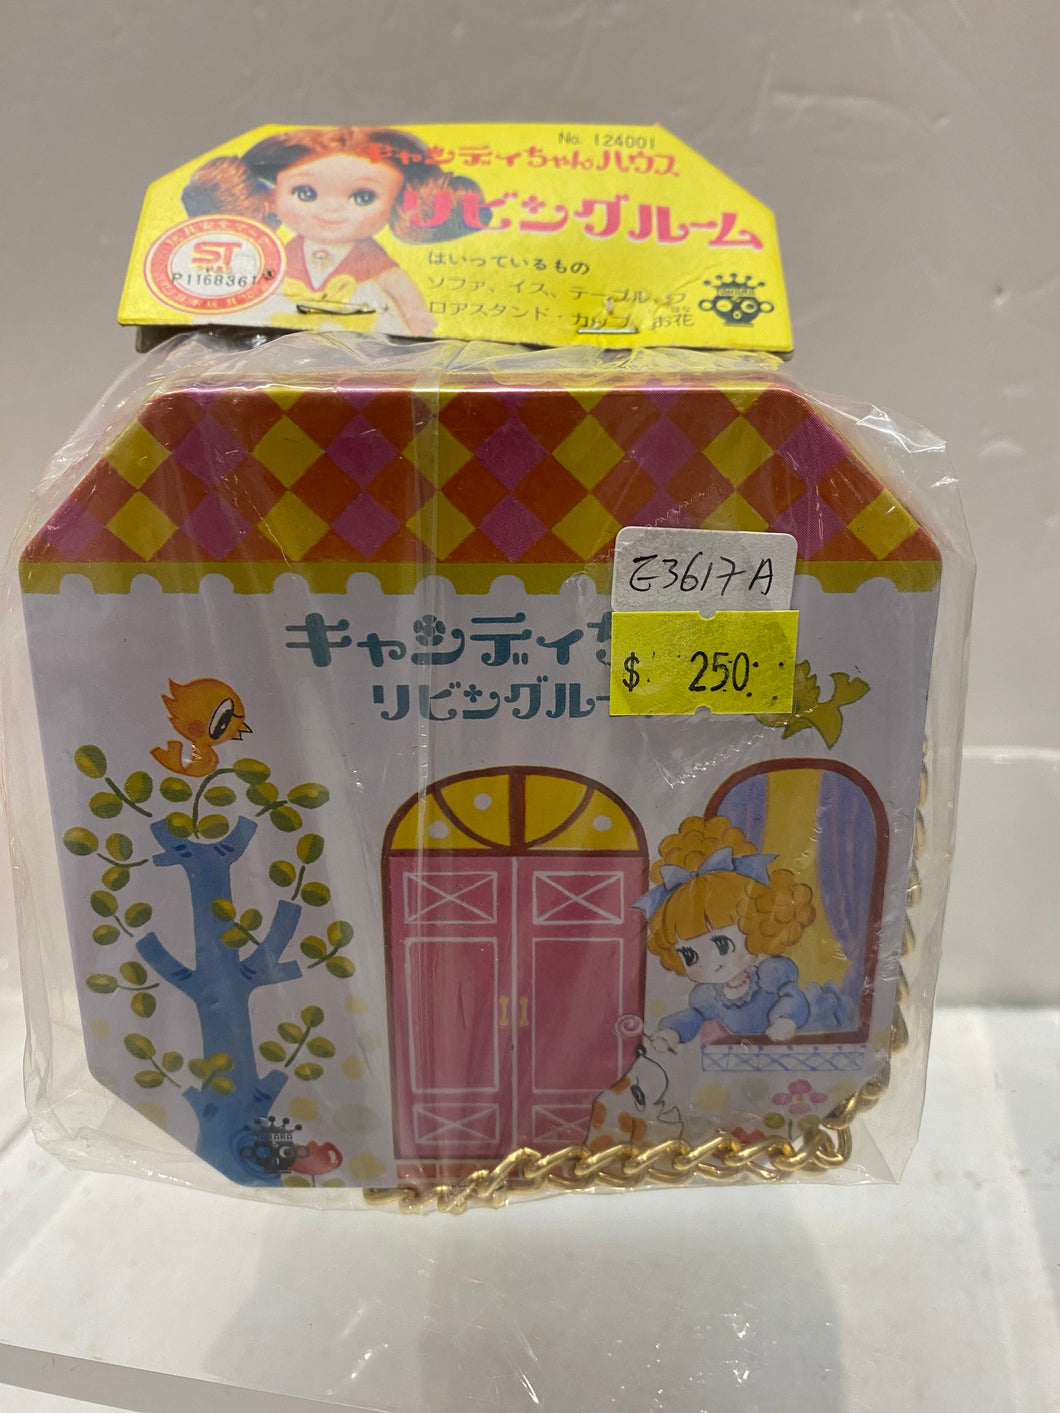 No. 124001
キャンディちゃんハウス
リビングルーム
はいっているもの
ソファ、イス、テーブル、フ
ロアスタンド・カップ、お花
ST
P1168361
キャンディち
リビングルー
E3617A
$ 250